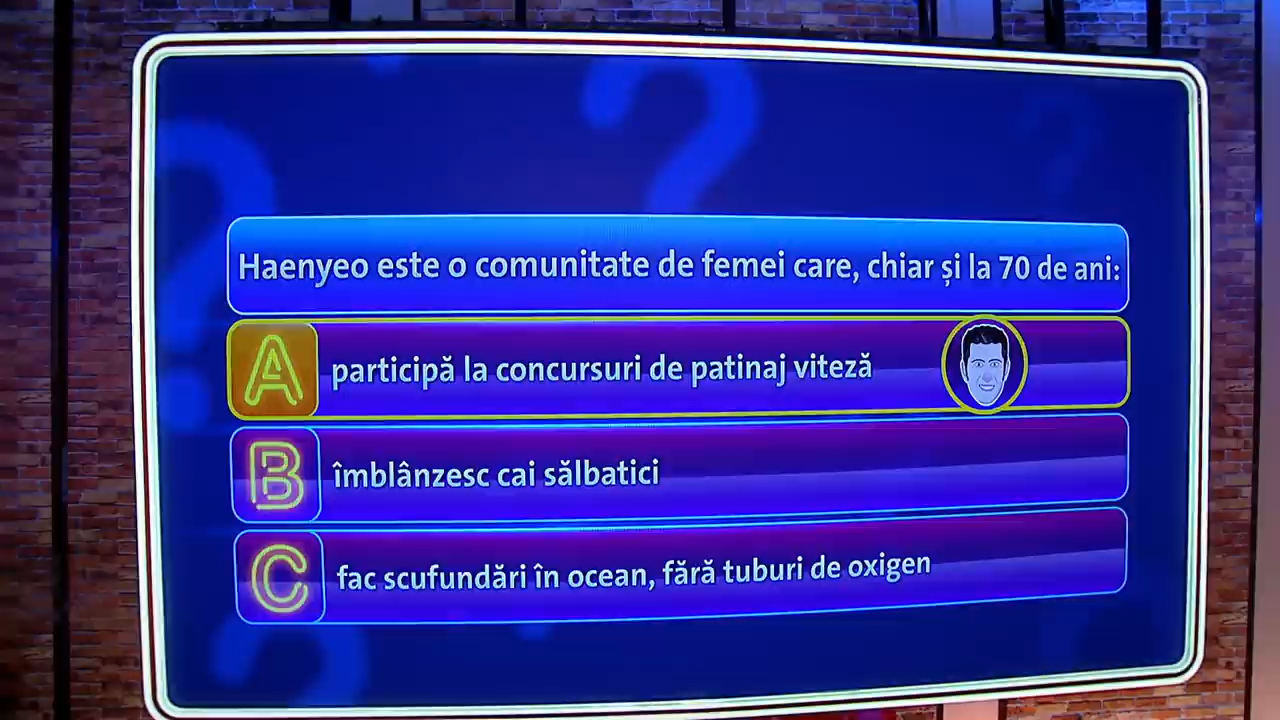 Haenyeo este o comunitate de femei care, chiar și la 70 de ani:
A participă la concursuri de patinaj viteză
B îmblânzesc cai sălbatici
C fac scufundări în ocean, fără tuburi de oxigen